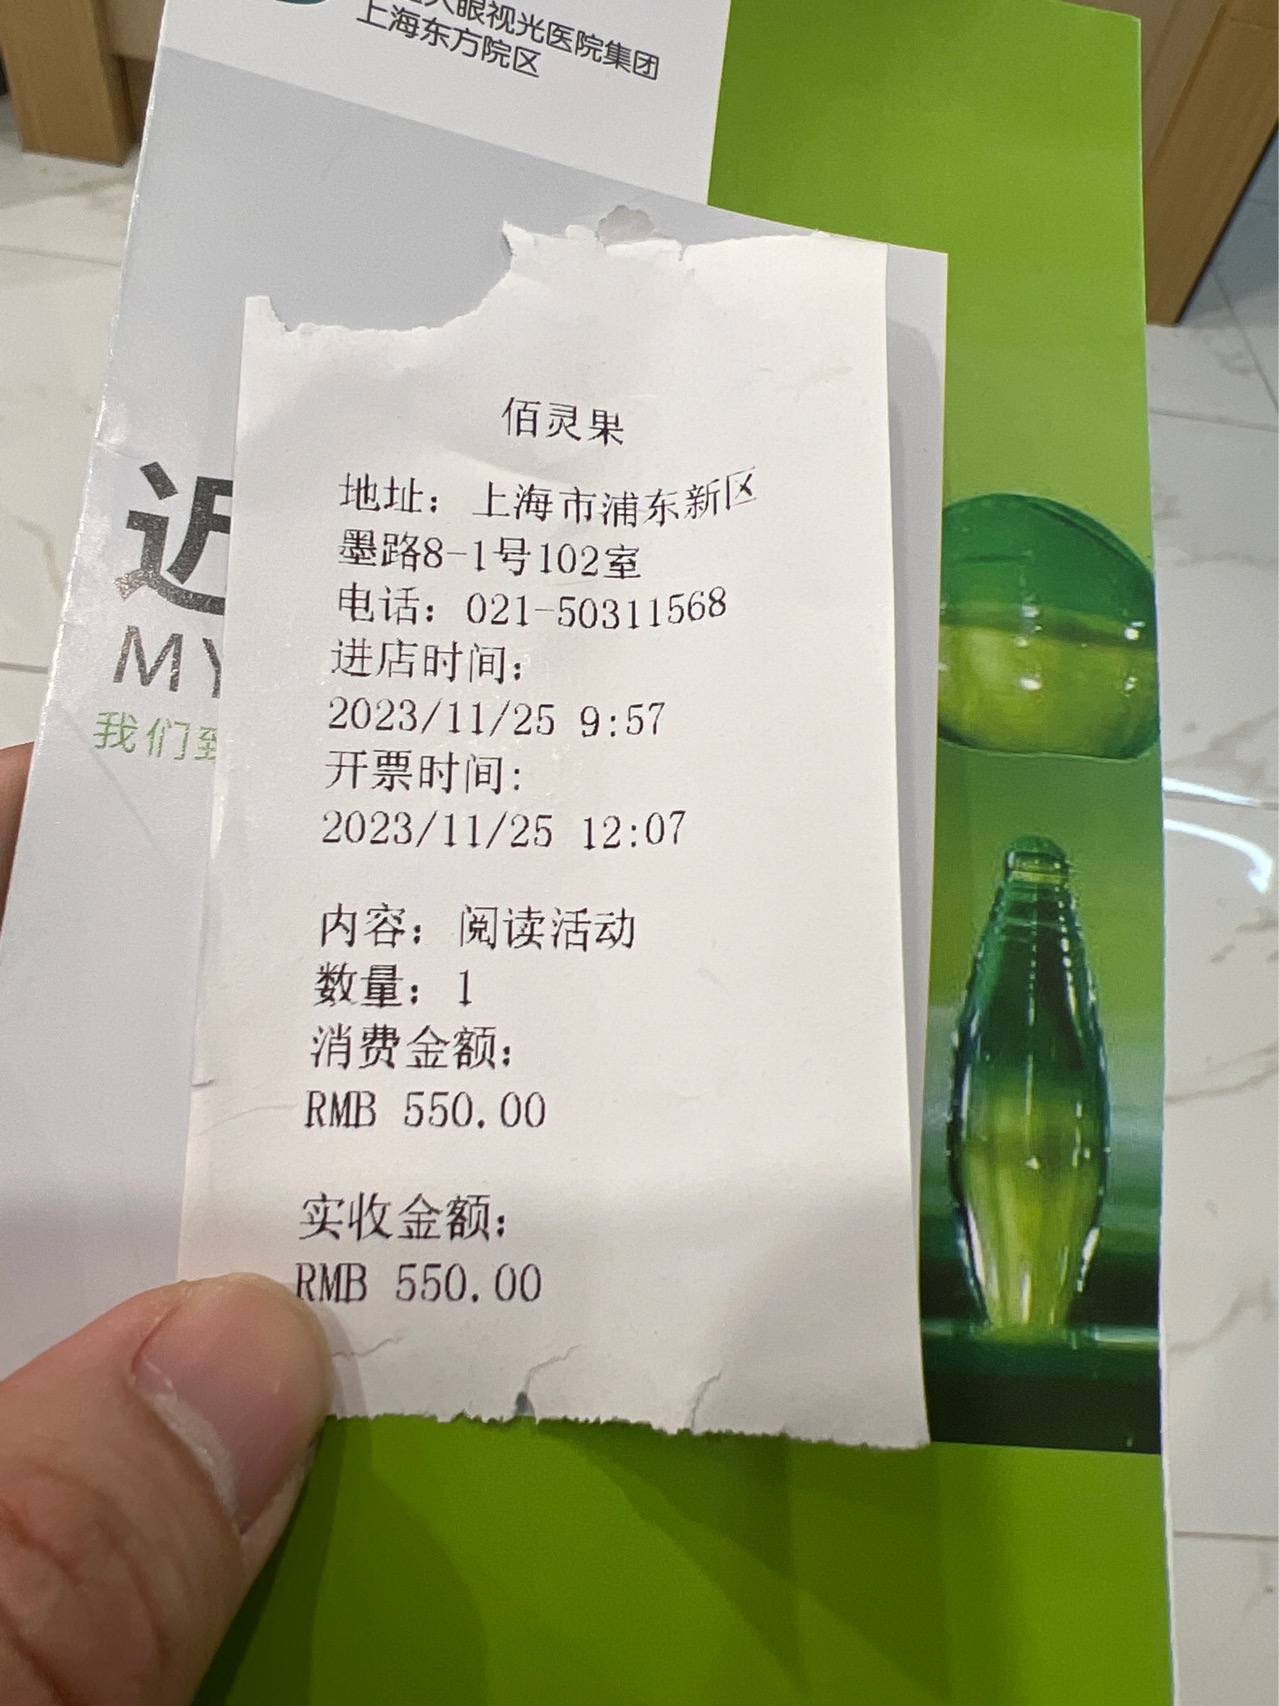 人眼视光医院集团
上海东方院区
佰灵果
地址：上海市浦东新区
墨路8-1号102室
电话：021-50311568
进店时间：
2023/11/25 9:57
开票时间：
2023/11/25 12:07
内容：阅读活动
数量：1
消费金额：
RMB 550.00
实收金额：
RMB 550.00
近
MY
我们致